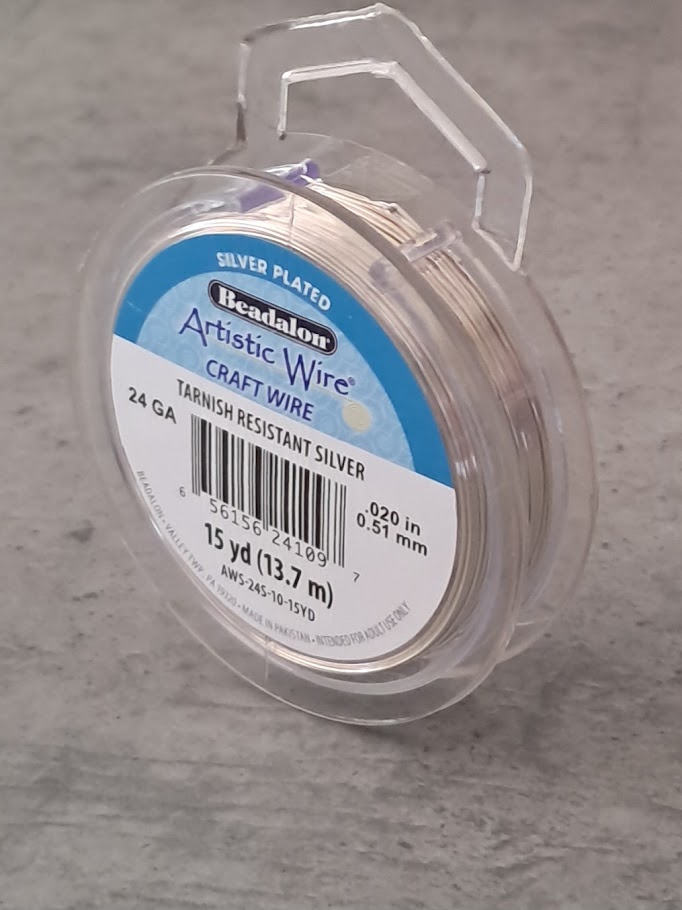 SILVER PLATED
Beadalon®
Artistic Wire®
CRAFT WIRE
TARNISH RESISTANT SILVER
24 GA
.020 in
0.51 mm
6 56156 24109 7
15 yd (13.7 m)
AWS-24S-10-15YD
BEADALON • VALLEY TWP. PA 19320 • MADE IN PAKISTAN • INTENDED FOR ADULT USE ONLY